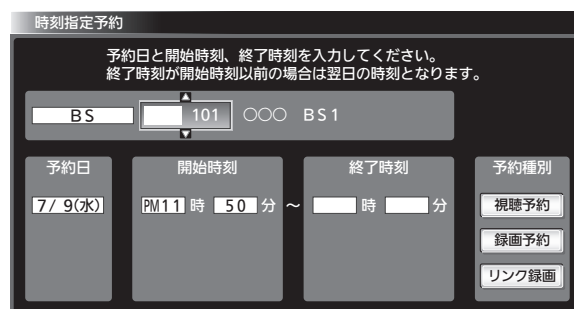 時刻指定予約
予約日と開始時刻、終了時刻を入力してください。
終了時刻が開始時刻以前の場合は翌日の時刻となります。
BS 101 ○○○ BS1
予約日 開始時刻 終了時刻 予約種別
7/ 9(水) PM11 時 50 分 ~ 時 分 視聴予約
録画予約
リンク録画